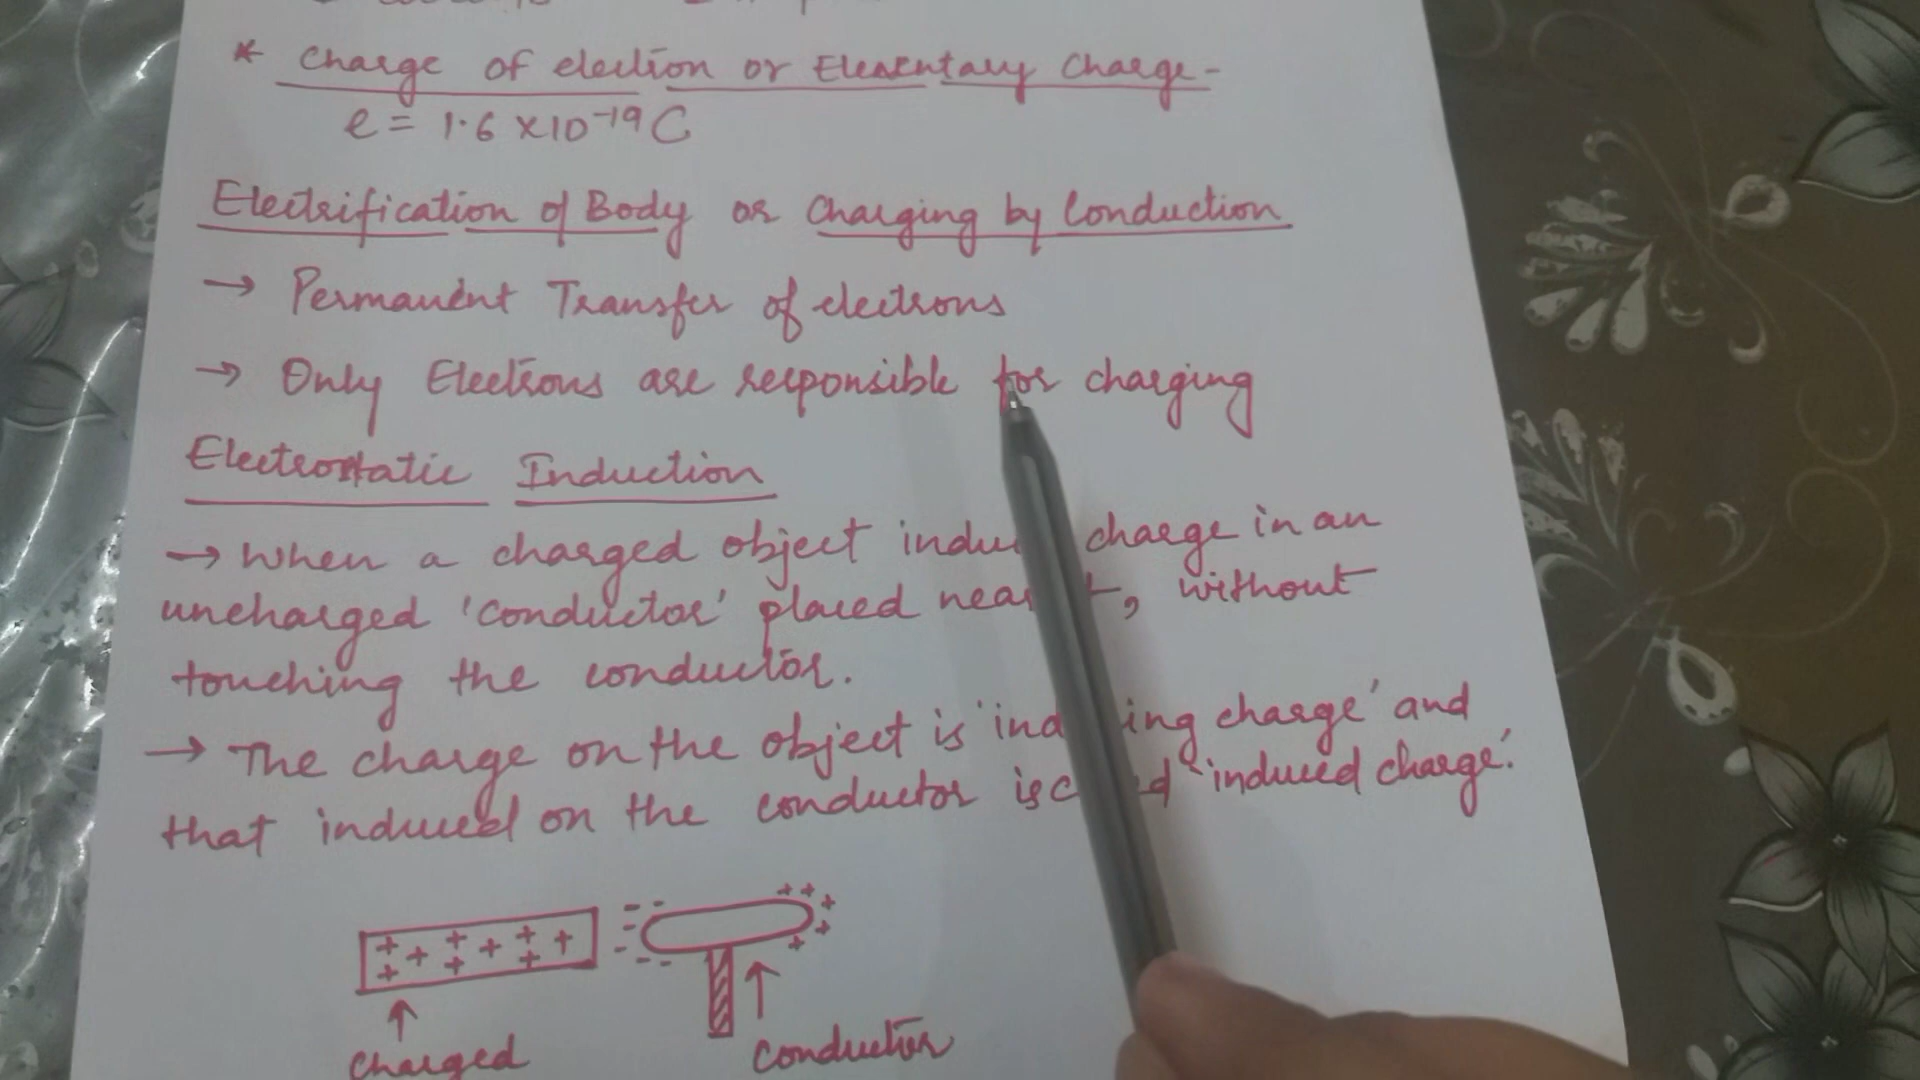 * Charge of election or Elementary Charge -
e = 1.6 x 10⁻¹⁹ C
Electrification of Body or Charging by Conduction
→ Permanent Transfer of electrons
→ Only Electrons are responsible for charging
Electrostatic Induction
→ When a charged object charge in an
uncharged 'conductor' placed near , without
touching the conductor.
→ The charge on the object is charge' and
that induced on the conductor is 'induced charge'.
- - - - - - - + + + + +
+ + + + + + + + +
↑ ↑
Charged Conductor